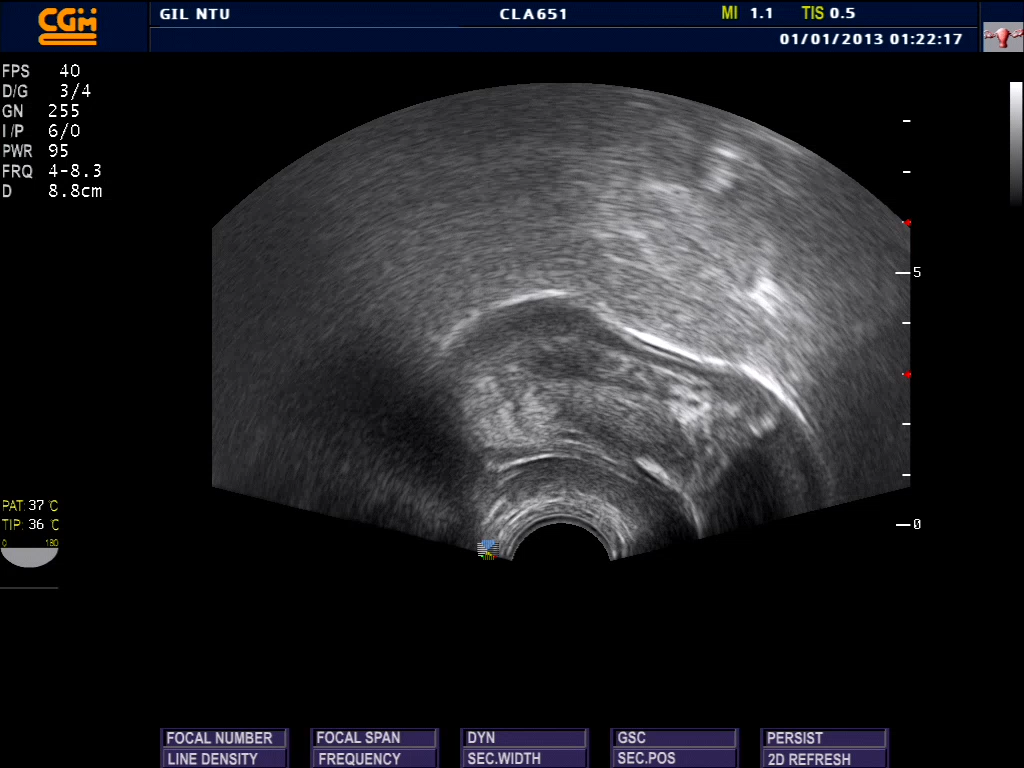 CGM
GIL NTU CLA651 MI 1.1 TIS 0.5
01/01/2013 01:22:17
FPS 40
D/G 3/4
GN 255
I/P 6/0
PWR 95
FRQ 4-8.3
D 8.8cm
5
PAT: 37 °C
TIP: 36 °C
0 180
0
FOCAL NUMBER FOCAL SPAN DYN GSC PERSIST
LINE DENSITY FREQUENCY SEC.WIDTH SEC.POS 2D REFRESH